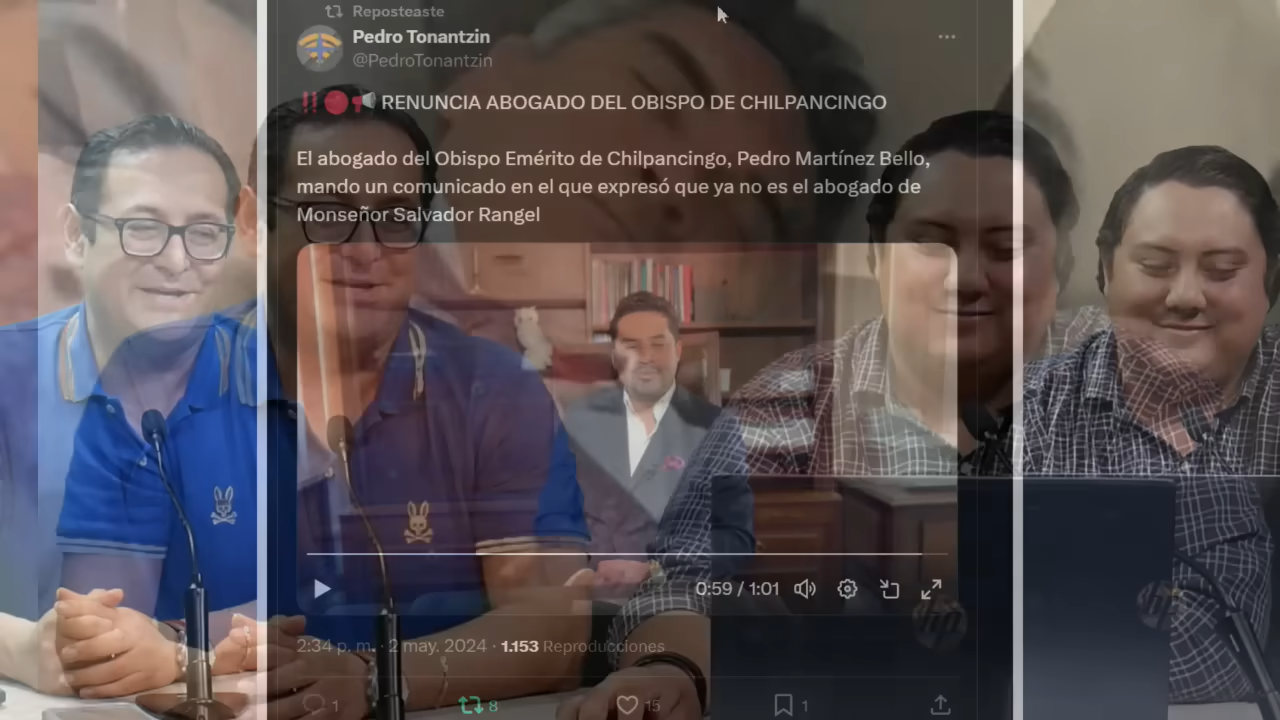 Reposteaste
Pedro Tonantzin
@PedroTonantzin
RENUNCIA ABOGADO DEL OBISPO DE CHILPANCINGO
El abogado del Obispo Emérito de Chilpancingo, Pedro Martínez Bello,
mando un comunicado en el que expresó que ya no es el abogado de
Monseñor Salvador Rangel
0:59 / 1:01
hp
hp
2:34 p. m. · 2 may. 2024 · 1.153 Reproducciones
1
8
15
1